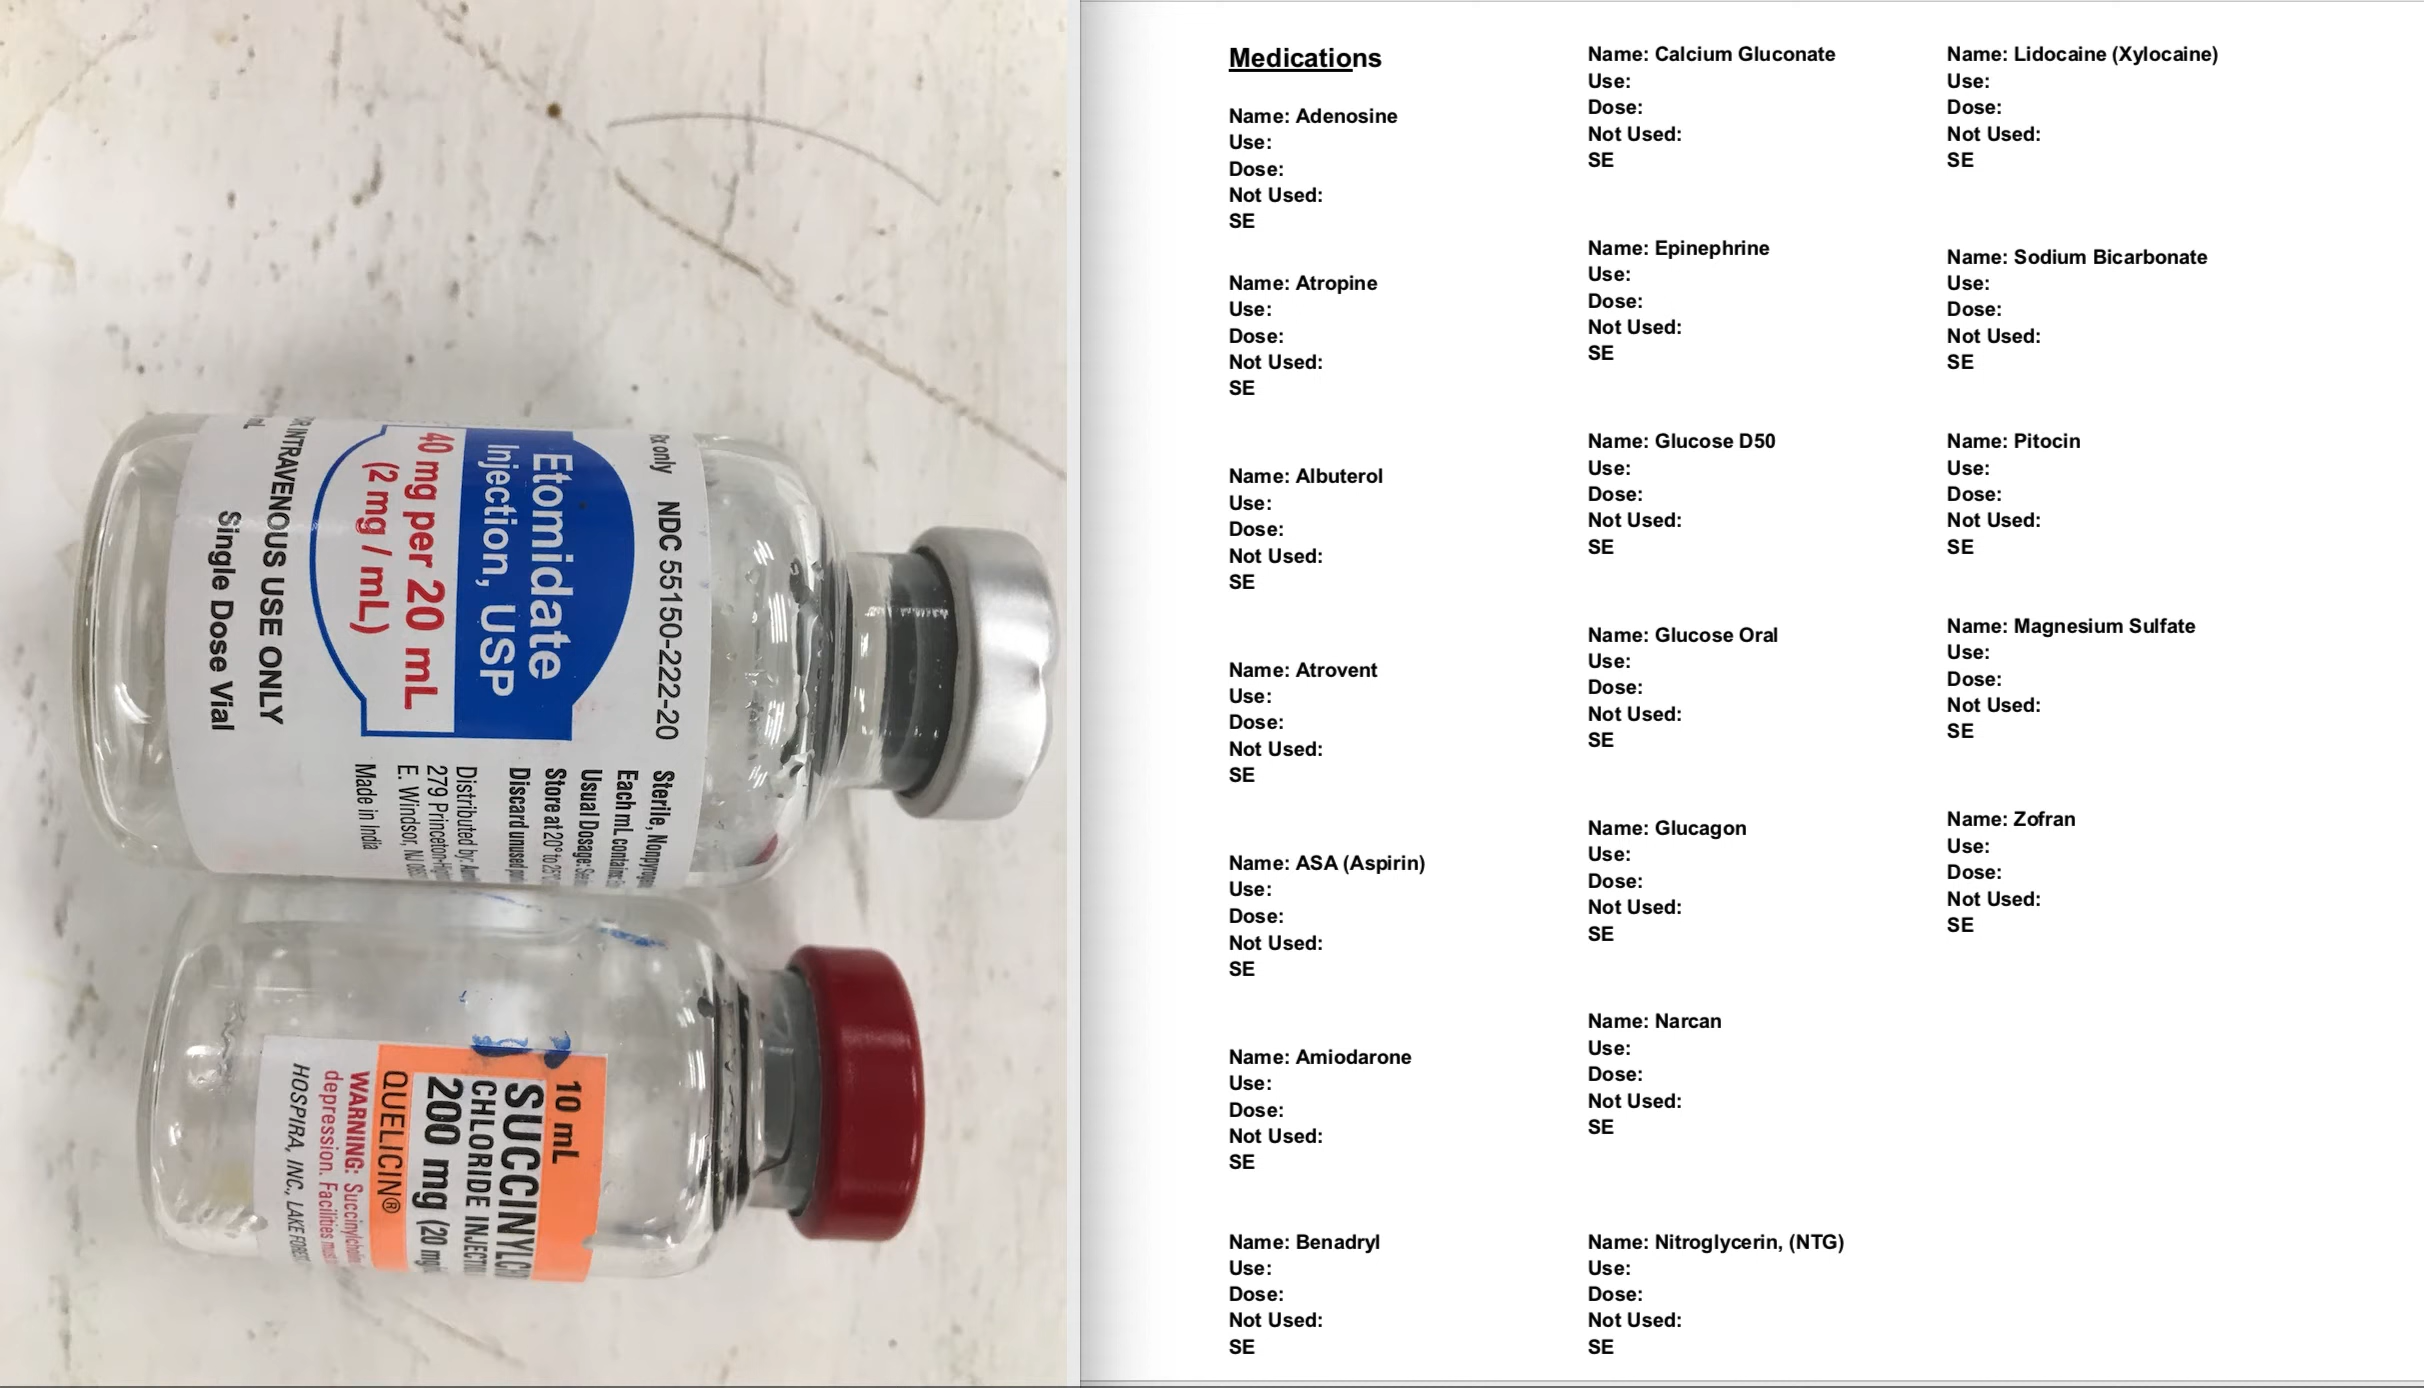 Rx only NDC 55150-222-20
Etomidate
Injection, USP
40 mg per 20 mL
(2 mg / mL)
INTRAVENOUS USE ONLY
mL
Single Dose Vial
Sterile,
Each mL contains:
Usual Dosage:
Store at 20° to 25°
Discard unused
Distributed by:
279
E. Windsor, NJ
Made in India
10 mL
CHLORIDE
200 mg (20
QUELICIN®
WARNING:
depression. Facilities
HOSPIRA, INC., LAKE
Medications
Name: Adenosine
Use:
Dose:
Not Used:
SE
Name: Atropine
Use:
Dose:
Not Used:
SE
Name: Albuterol
Use:
Dose:
Not Used:
SE
Name: Atrovent
Use:
Dose:
Not Used:
SE
Name: ASA (Aspirin)
Use:
Dose:
Not Used:
SE
Name: Amiodarone
Use:
Dose:
Not Used:
SE
Name: Benadryl
Use:
Dose:
Not Used:
SE
Name: Calcium Gluconate
Use:
Dose:
Not Used:
SE
Name: Epinephrine
Use:
Dose:
Not Used:
SE
Name: Glucose D50
Use:
Dose:
Not Used:
SE
Name: Glucose Oral
Use:
Dose:
Not Used:
SE
Name: Glucagon
Use:
Dose:
Not Used:
SE
Name: Narcan
Use:
Dose:
Not Used:
SE
Name: Nitroglycerin, (NTG)
Use:
Dose:
Not Used:
SE
Name: Lidocaine (Xylocaine)
Use:
Dose:
Not Used:
SE
Name: Sodium Bicarbonate
Use:
Dose:
Not Used:
SE
Name: Pitocin
Use:
Dose:
Not Used:
SE
Name: Magnesium Sulfate
Use:
Dose:
Not Used:
SE
Name: Zofran
Use:
Dose:
Not Used:
SE